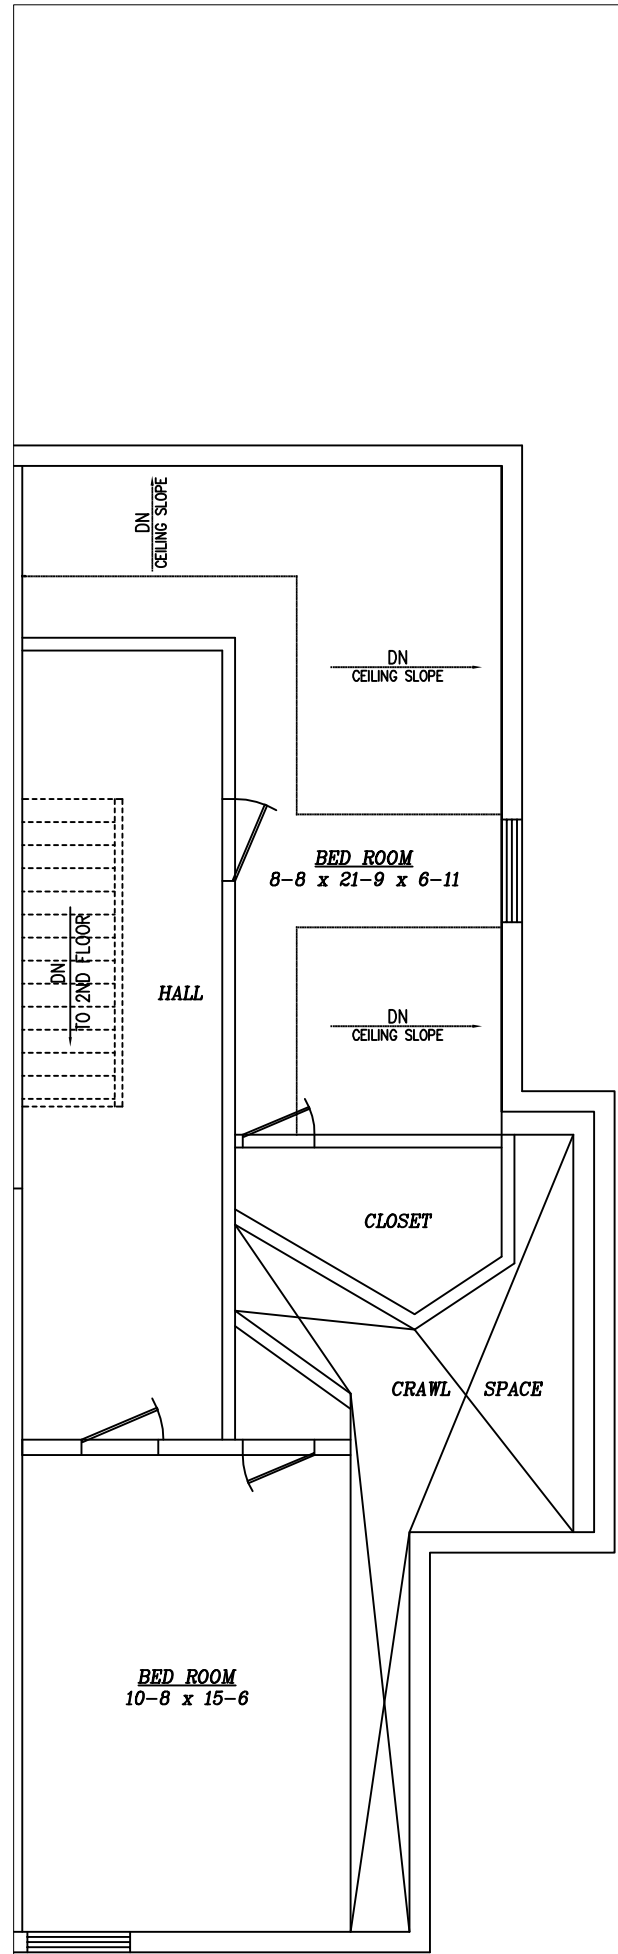 DN
CEILING SLOPE
DN
CEILING SLOPE
BED ROOM
8-8 x 21-9 x 6-11
DN
TO 2ND FLOOR
HALL
DN
CEILING SLOPE
CLOSET
CRAWL SPACE
BED ROOM
10-8 x 15-6